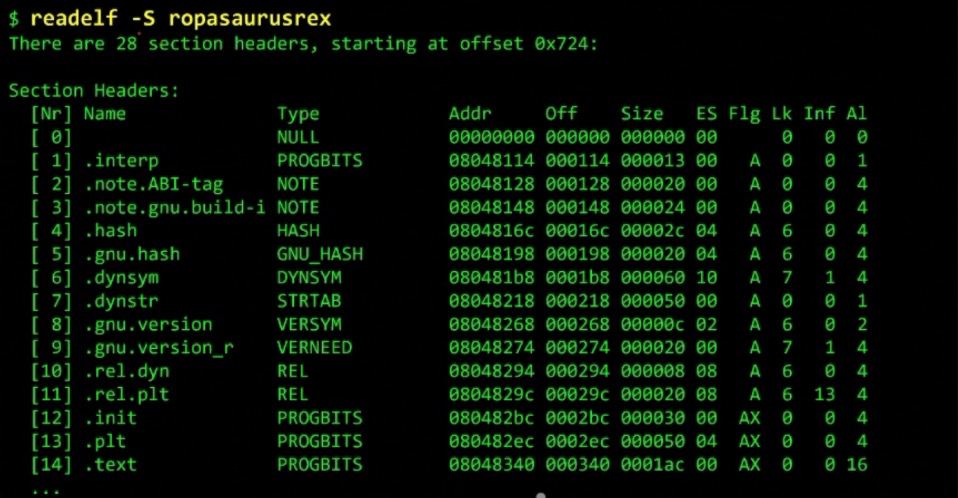 $ readelf -S ropasaurusrex
There are 28 section headers, starting at offset 0x724:
Section Headers:
[Nr] Name Type Addr Off Size ES Flg Lk Inf Al
[ 0] NULL 00000000 000000 000000 00 0 0 0
[ 1] .interp PROGBITS 08048114 000114 000013 00 A 0 0 1
[ 2] .note.ABI-tag NOTE 08048128 000128 000020 00 A 0 0 4
[ 3] .note.gnu.build-i NOTE 08048148 000148 000024 00 A 0 0 4
[ 4] .hash HASH 0804816c 00016c 00002c 04 A 6 0 4
[ 5] .gnu.hash GNU_HASH 08048198 000198 000020 04 A 6 0 4
[ 6] .dynsym DYNSYM 080481b8 0001b8 000060 10 A 7 1 4
[ 7] .dynstr STRTAB 08048218 000218 000050 00 A 0 0 1
[ 8] .gnu.version VERSYM 08048268 000268 00000c 02 A 6 0 2
[ 9] .gnu.version_r VERNEED 08048274 000274 000020 00 A 7 1 4
[10] .rel.dyn REL 08048294 000294 000008 08 A 6 0 4
[11] .rel.plt REL 0804829c 00029c 000020 08 A 6 13 4
[12] .init PROGBITS 080482bc 0002bc 000030 00 AX 0 0 4
[13] .plt PROGBITS 080482ec 0002ec 000050 04 AX 0 0 4
[14] .text PROGBITS 08048340 000340 0001ac 00 AX 0 0 16
...